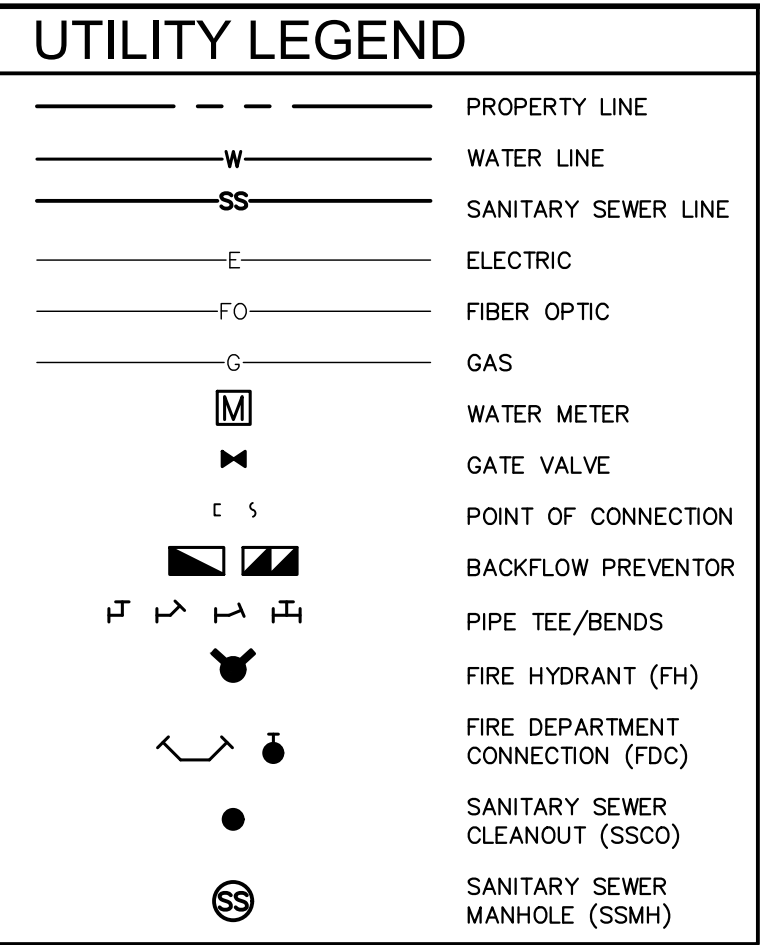 UTILITY LEGEND
PROPERTY LINE
W WATER LINE
SS SANITARY SEWER LINE
E ELECTRIC
FO FIBER OPTIC
G GAS
M WATER METER
GATE VALVE
POINT OF CONNECTION
BACKFLOW PREVENTOR
PIPE TEE/BENDS
FIRE HYDRANT (FH)
FIRE DEPARTMENT
CONNECTION (FDC)
SANITARY SEWER
CLEANOUT (SSCO)
SS SANITARY SEWER
MANHOLE (SSMH)